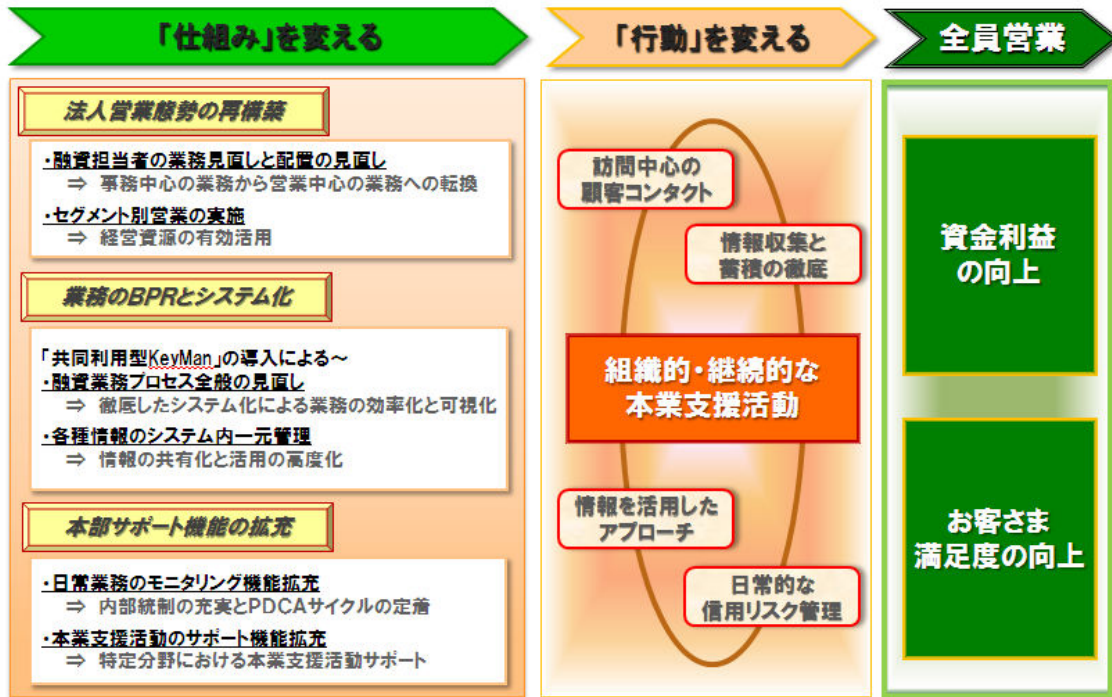 「仕組み」を変える
法人営業態勢の再構築
・融資担当者の業務見直しと配置の見直し
⇒ 事務中心の業務から営業中心の業務への転換
・セグメント別営業の実施
⇒ 経営資源の有効活用
業務のBPRとシステム化
「共同利用型KeyMan」の導入による～
・融資業務プロセス全般の見直し
⇒ 徹底したシステム化による業務の効率化と可視化
・各種情報のシステム内一元管理
⇒ 情報の共有化と活用の高度化
本部サポート機能の拡充
・日常業務のモニタリング機能拡充
⇒ 内部統制の充実とPDCAサイクルの定着
・本業支援活動のサポート機能拡充
⇒ 特定分野における本業支援活動サポート
「行動」を変える
訪問中心の
顧客コンタクト
情報収集と
蓄積の徹底
組織的・継続的な
本業支援活動
情報を活用した
アプローチ
日常的な
信用リスク管理
全員営業
資金利益
の向上
お客さま
満足度の向上